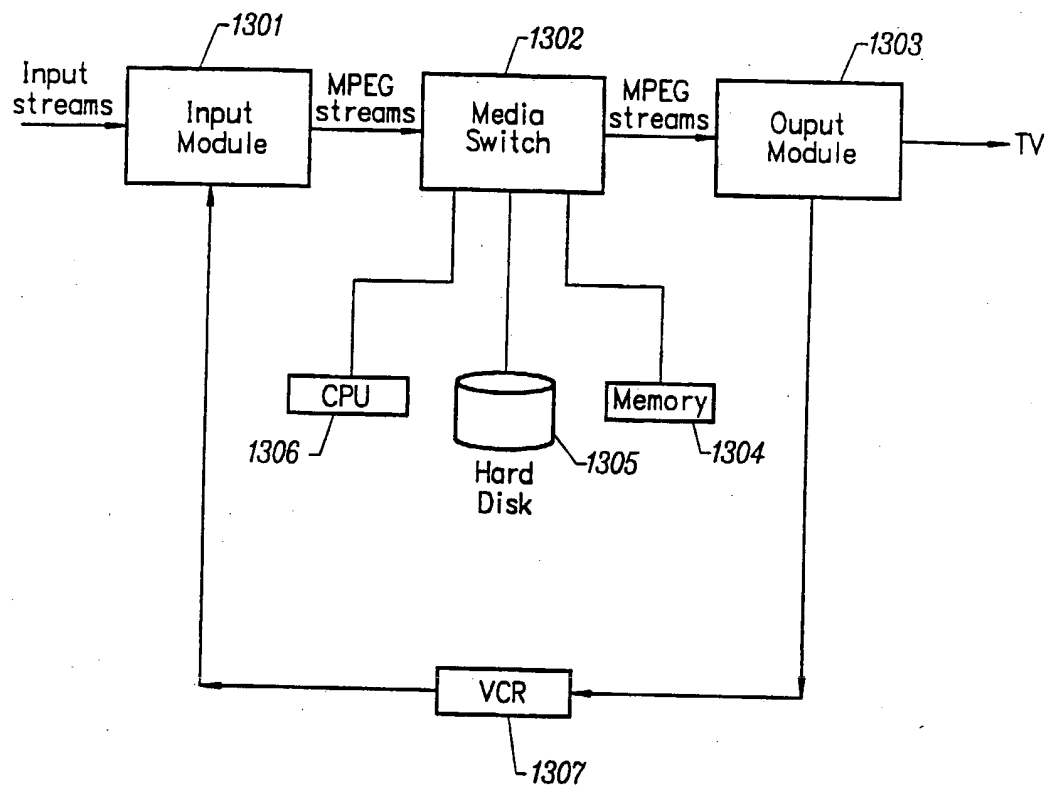 1301
1302
1303
Input
streams
Input
Module
MPEG
streams
Media
Switch
MPEG
streams
Ouput
Module
TV
CPU
1306
Hard
Disk
1305
Memory
1304
VCR
1307